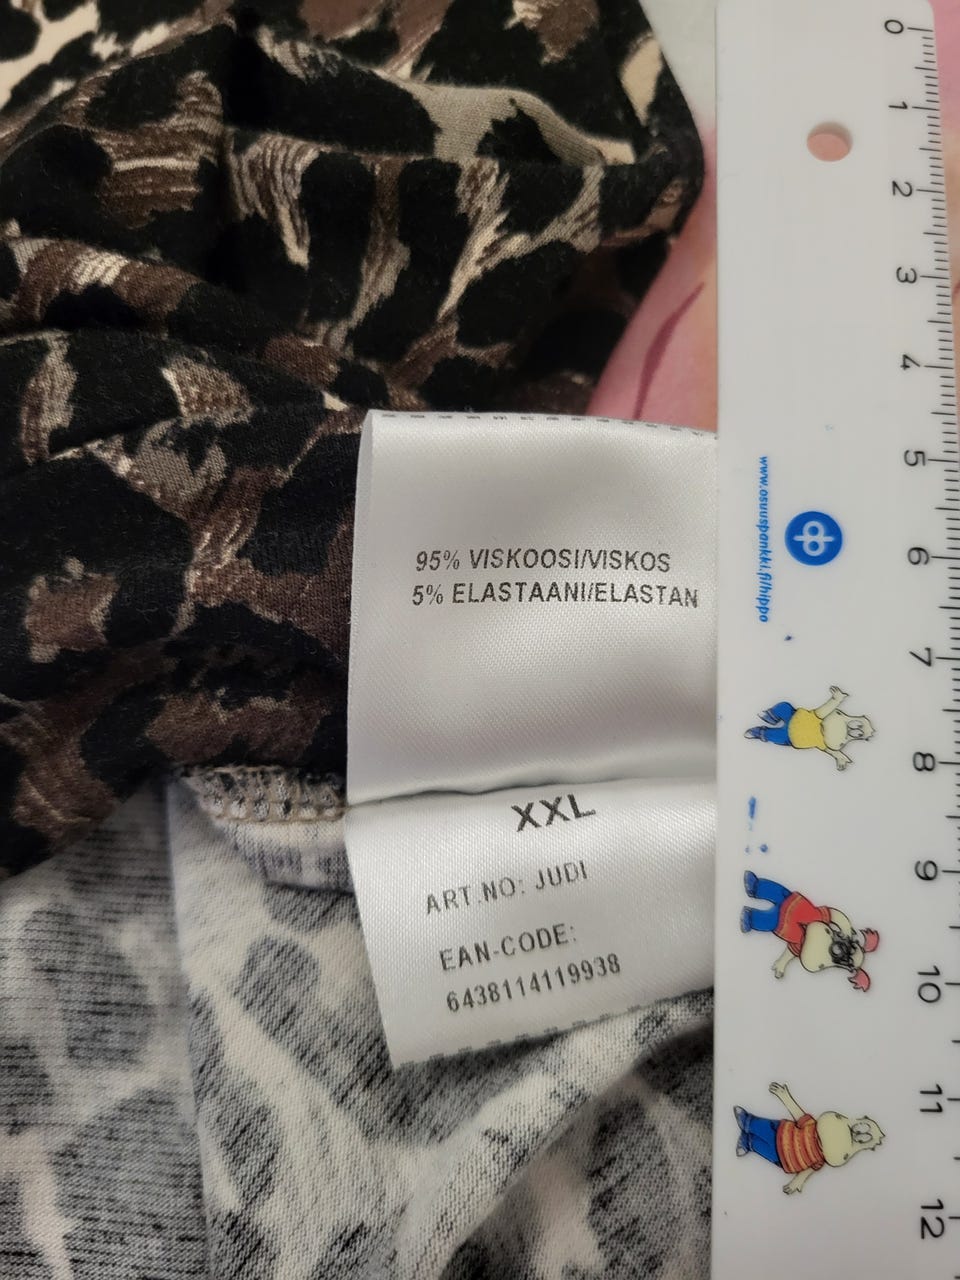 95% VISKOOSI/VISKOS
5% ELASTAANI/ELASTAN
XXL
ART.NO: JUDI
EAN-CODE:
6438114119938
0
1
2
3
4
5
6
7
8
9
10
11
12
www.osuuspankki.fi/hippo